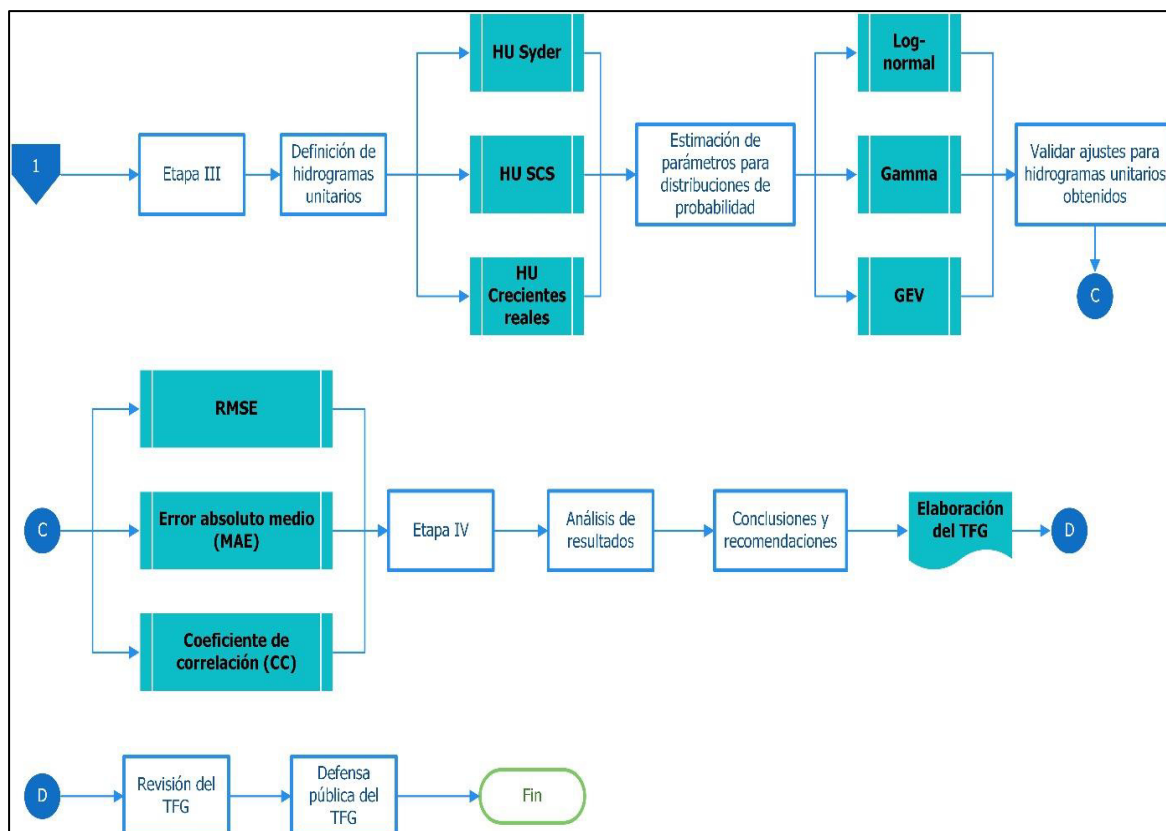 1
Etapa III
Definición de
hidrogramas
unitarios
HU Syder
HU SCS
HU
Crecientes
reales
Estimación de
parámetros para
distribuciones de
probabilidad
Log-
normal
Gamma
GEV
Validar ajustes para
hidrogramas unitarios
obtenidos
C
C
RMSE
Error absoluto medio
(MAE)
Coeficiente de
correlación (CC)
Etapa IV
Análisis de
resultados
Conclusiones y
recomendaciones
Elaboración
del TFG
D
D
Revisión del
TFG
Defensa
pública del
TFG
Fin